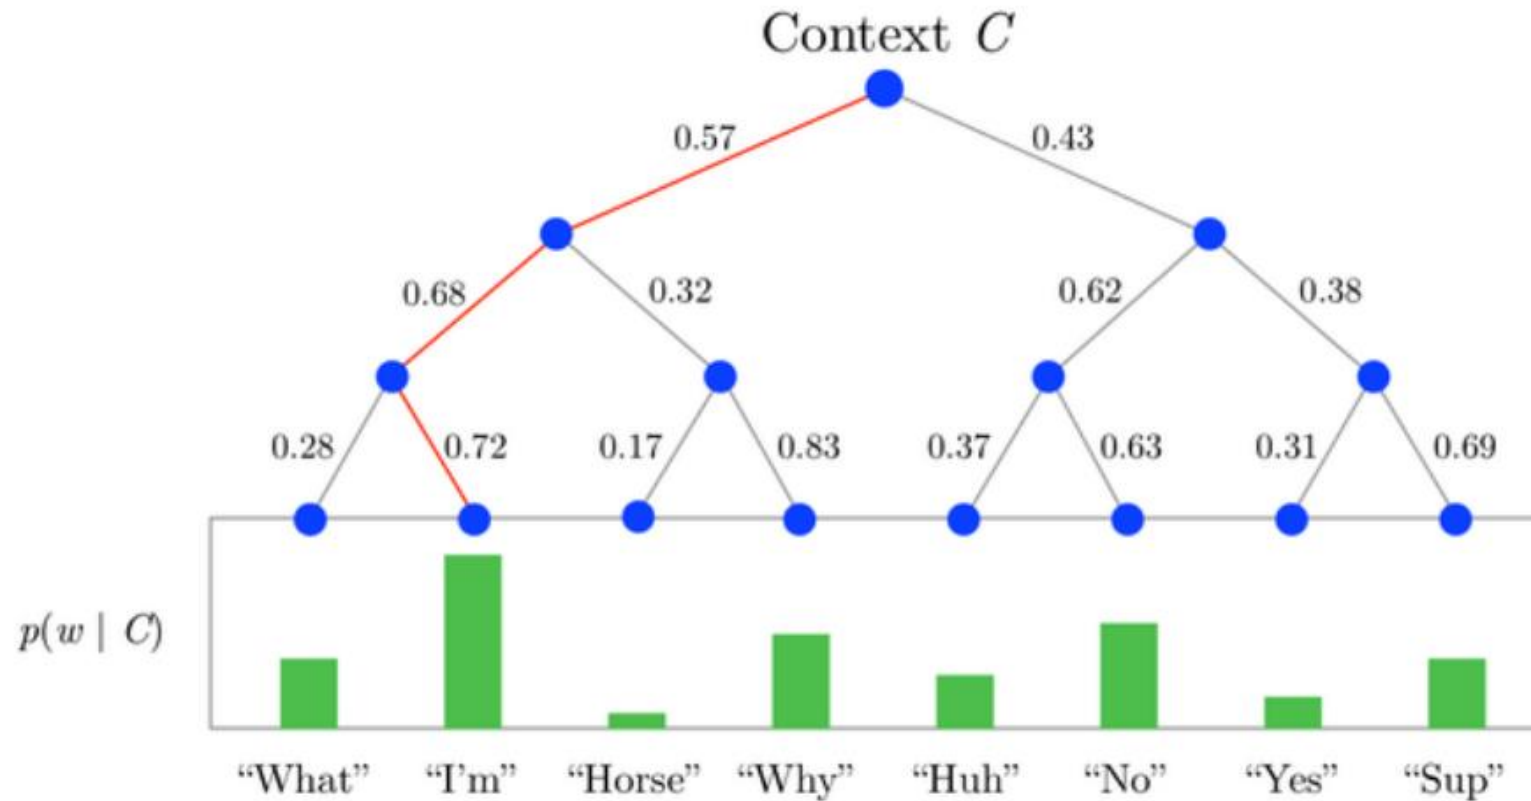 Context C
0.57 0.43
0.68 0.32 0.62 0.38
0.28 0.72 0.17 0.83 0.37 0.63 0.31 0.69
p(w | C)
“What” “I’m” “Horse” “Why” “Huh” “No” “Yes” “Sup”